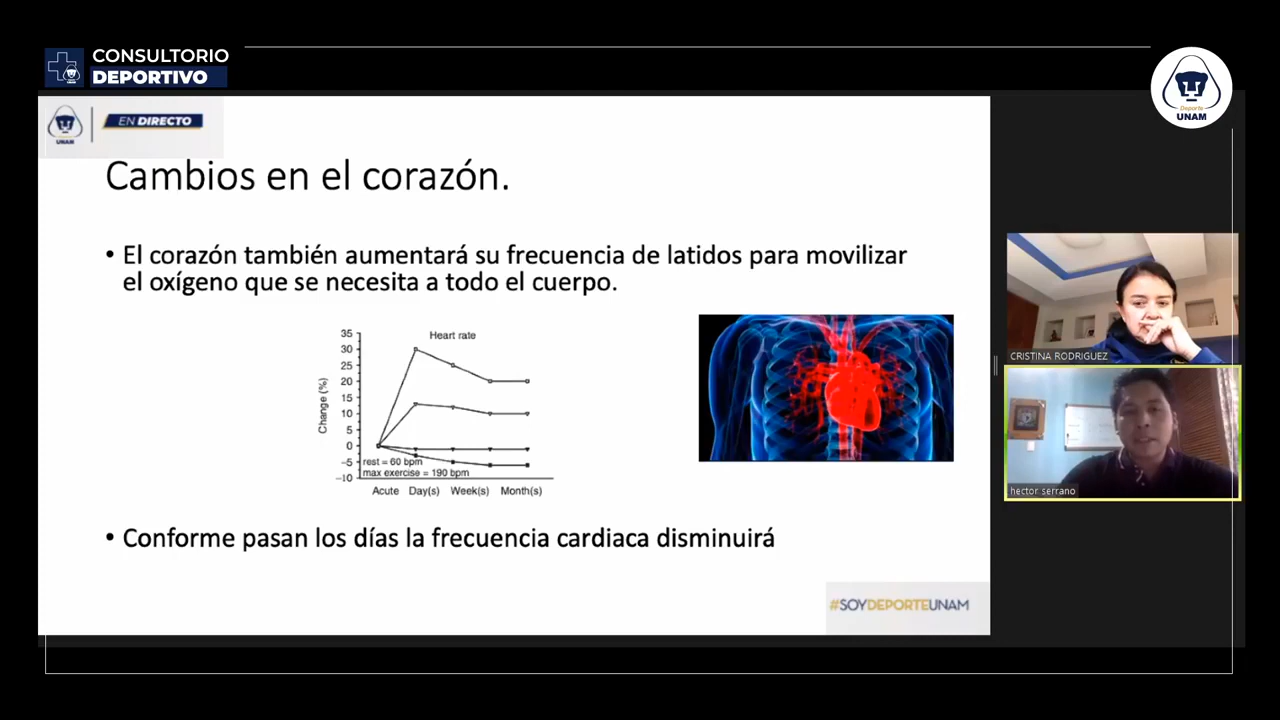 CONSULTORIO
DEPORTIVO
Deporte
UNAM
UNAM
EN DIRECTO
Cambios en el corazón.
• El corazón también aumentará su frecuencia de latidos para movilizar
el oxígeno que se necesita a todo el cuerpo.
Heart rate
Change (%)
35
30
25
20
15
10
5
0
−5
−10
rest = 60 bpm
max exercise = 190 bpm
Acute Day(s) Week(s) Month(s)
• Conforme pasan los días la frecuencia cardiaca disminuirá
#SOYDEPORTEUNAM
CRISTINA RODRIGUEZ
hector serrano